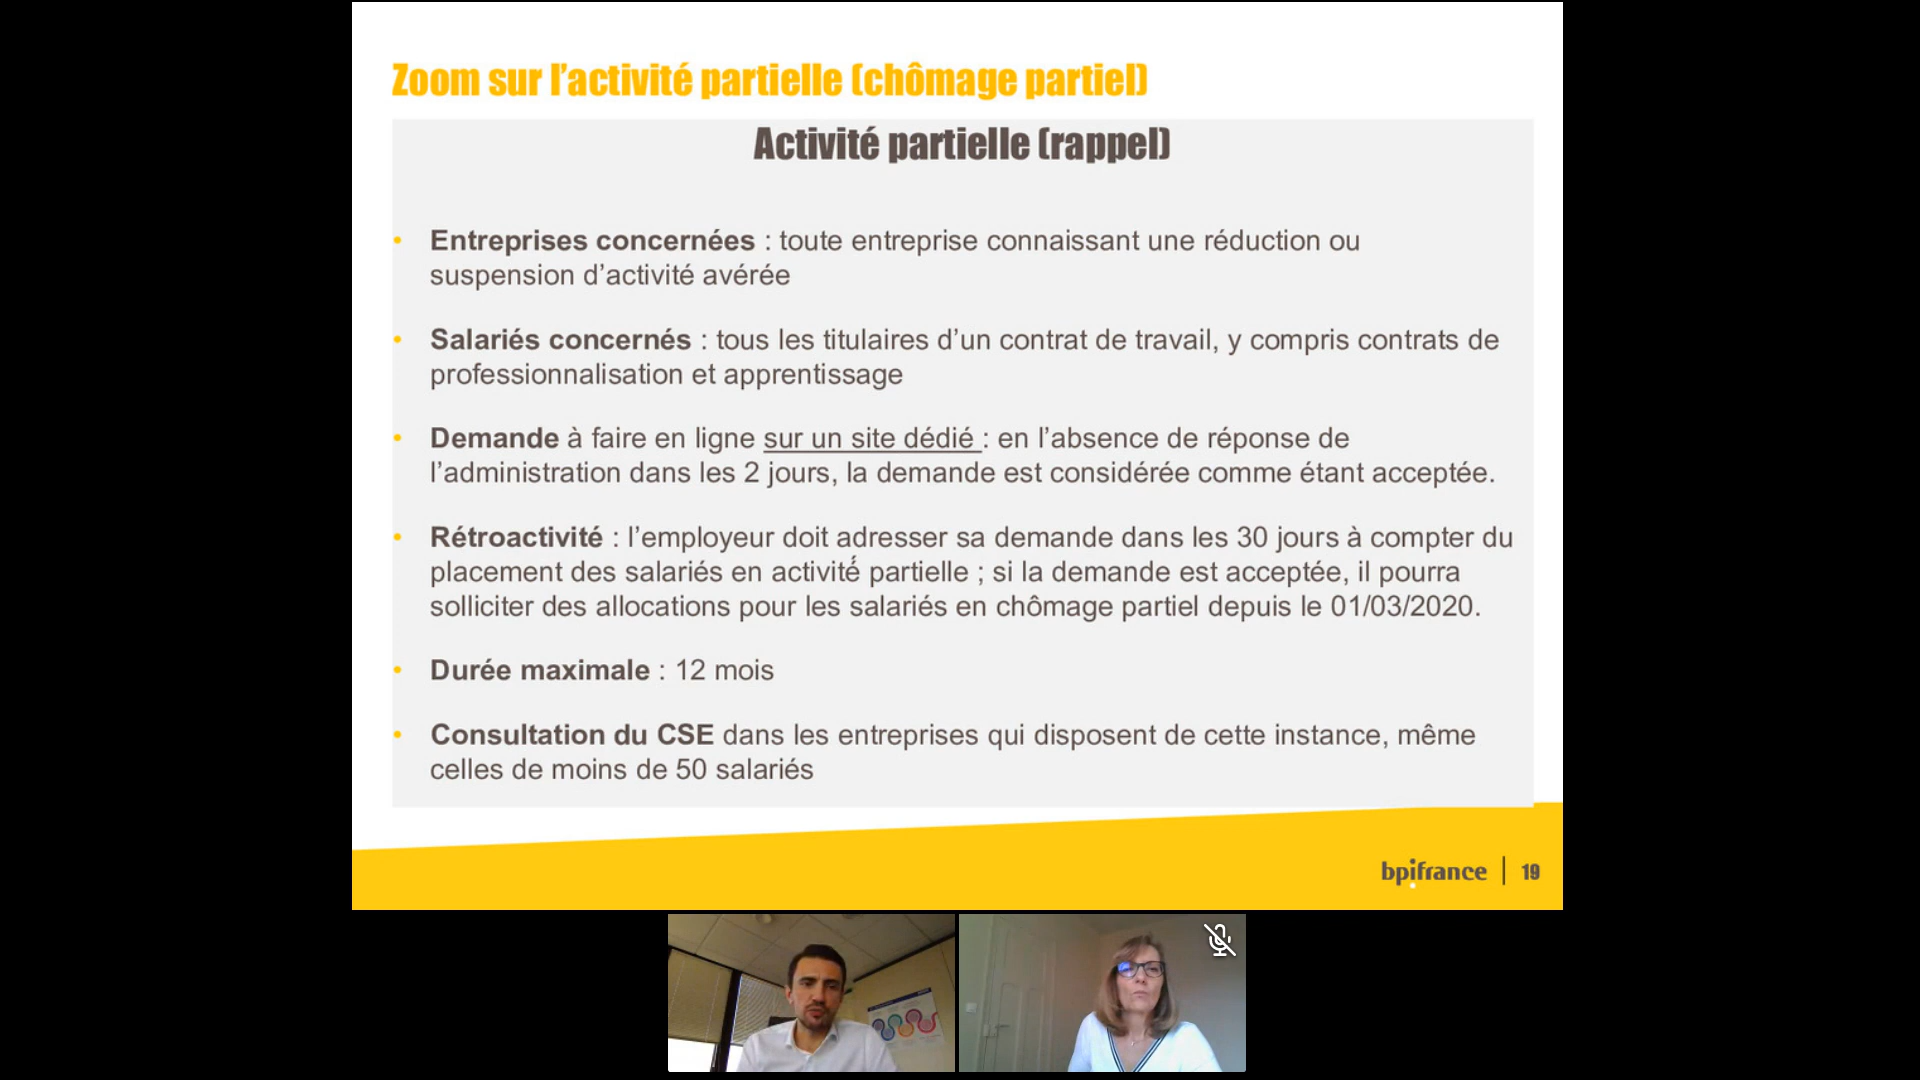 Zoom sur l'activité partielle (chômage partiel)
Activité partielle (rappel)
• Entreprises concernées : toute entreprise connaissant une réduction ou
suspension d'activité avérée
• Salariés concernés : tous les titulaires d'un contrat de travail, y compris contrats de
professionnalisation et apprentissage
• Demande à faire en ligne sur un site dédié : en l'absence de réponse de
l'administration dans les 2 jours, la demande est considérée comme étant acceptée.
• Rétroactivité : l'employeur doit adresser sa demande dans les 30 jours à compter du
placement des salariés en activité partielle ; si la demande est acceptée, il pourra
solliciter des allocations pour les salariés en chômage partiel depuis le 01/03/2020.
• Durée maximale : 12 mois
• Consultation du CSE dans les entreprises qui disposent de cette instance, même
celles de moins de 50 salariés
bpifrance | 19